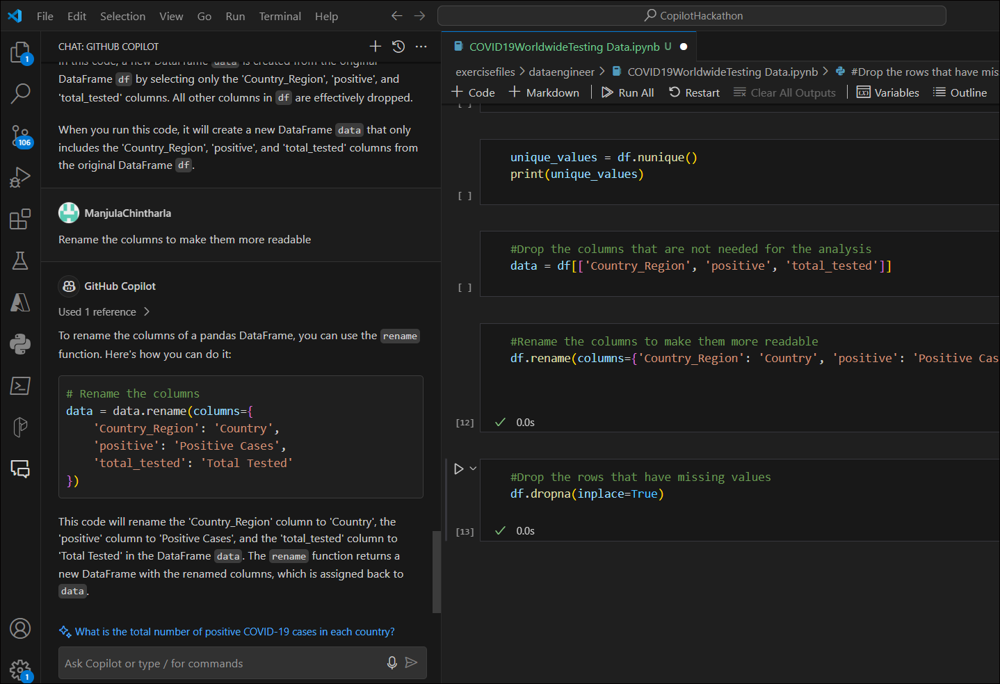 File Edit Selection View Go Run Terminal Help
CopilotHackathon
1
106
1
CHAT: GITHUB COPILOT
In this code, a new DataFrame data is created from the original
DataFrame df by selecting only the 'Country_Region', 'positive', and
'total_tested' columns. All other columns in df are effectively dropped.
When you run this code, it will create a new DataFrame data that only
includes the 'Country_Region', 'positive', and 'total_tested' columns from
the original DataFrame df.
ManjulaChintharla
Rename the columns to make them more readable
GitHub Copilot
Used 1 reference
To rename the columns of a pandas DataFrame, you can use the rename
function. Here's how you can do it:
# Rename the columns
data = data.rename(columns={
'Country_Region': 'Country',
'positive': 'Positive Cases',
'total_tested': 'Total Tested'
})
This code will rename the 'Country_Region' column to 'Country', the
'positive' column to 'Positive Cases', and the 'total_tested' column to
'Total Tested' in the DataFrame data. The rename function returns a
new DataFrame with the renamed columns, which is assigned back to
data.
What is the total number of positive COVID-19 cases in each country?
Ask Copilot or type / for commands
COVID19WorldwideTesting Data.ipynb U
exercisefiles > dataengineer > COVID19WorldwideTesting Data.ipynb > #Drop the rows that have mis
+ Code + Markdown Run All Restart Clear All Outputs Variables Outline
[ ]
unique_values = df.nunique()
print(unique_values)
[ ]
#Drop the columns that are not needed for the analysis
data = df[['Country_Region', 'positive', 'total_tested']]
[ ]
#Rename the columns to make them more readable
df.rename(columns={'Country_Region': 'Country', 'positive': 'Positive Cas
[12] 0.0s
#Drop the rows that have missing values
df.dropna(inplace=True)
[13] 0.0s